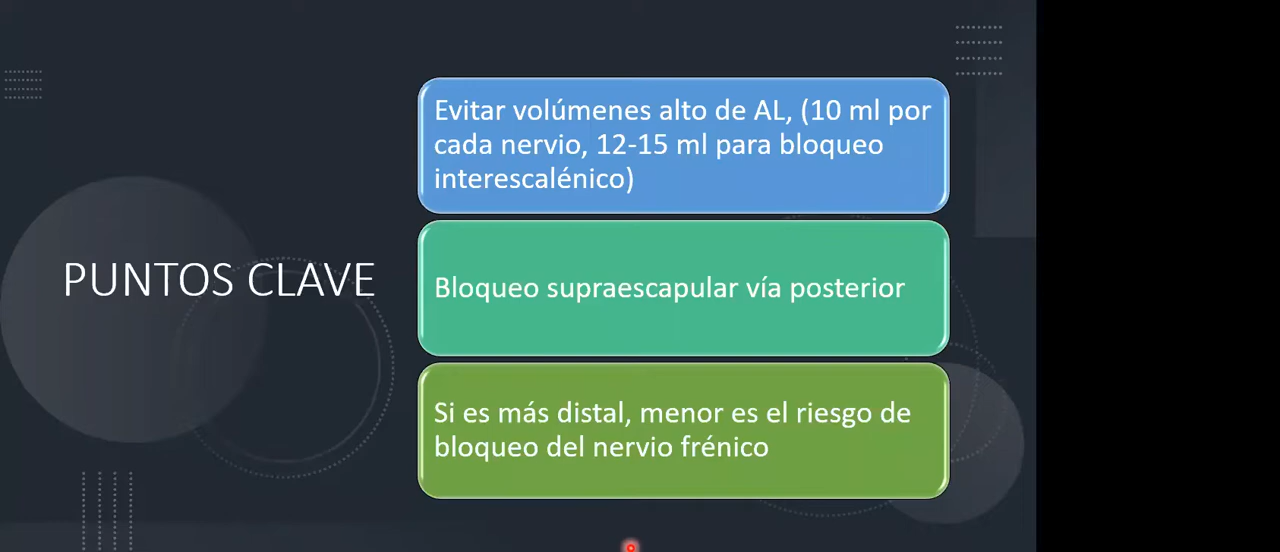 PUNTOS CLAVE
Evitar volúmenes alto de AL, (10 ml por
cada nervio, 12-15 ml para bloqueo
interescalénico)
Bloqueo supraescapular vía posterior
Si es más distal, menor es el riesgo de
bloqueo del nervio frénico